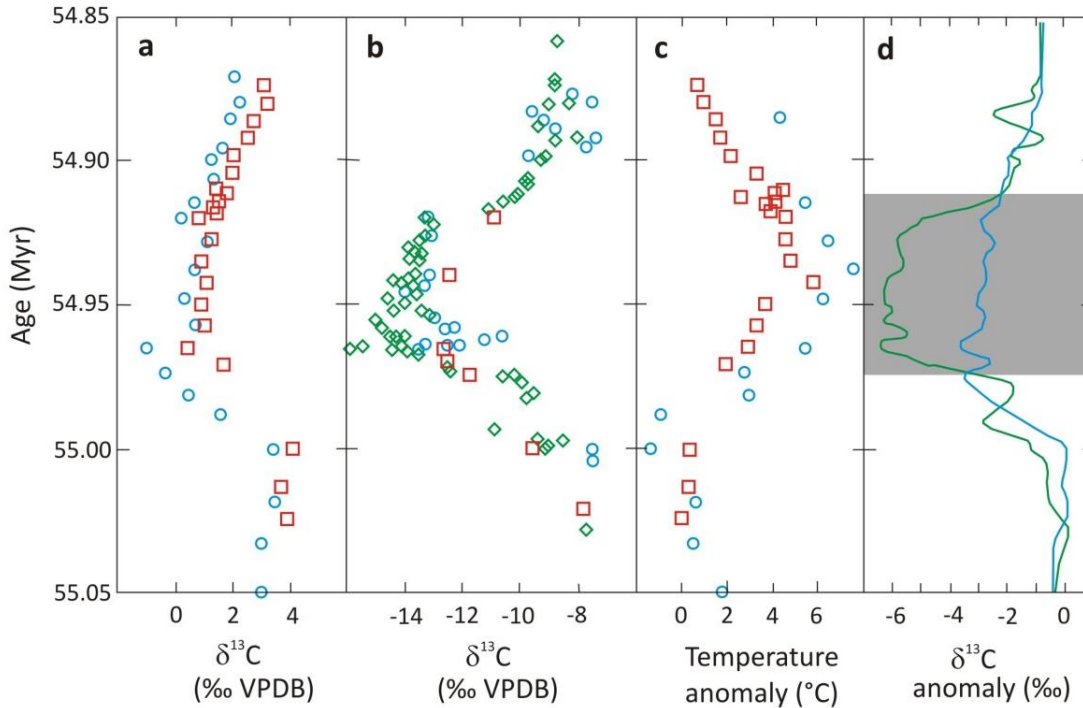 54.85
a
b
c
d
54.90
54.95
55.00
55.05
Age (Myr)
0 2 4
-14 -12 -10 -8
0 2 4 6
-6 -4 -2 0
δ¹³C
(‰ VPDB)
δ¹³C
(‰ VPDB)
Temperature
anomaly (°C)
δ¹³C
anomaly (‰)